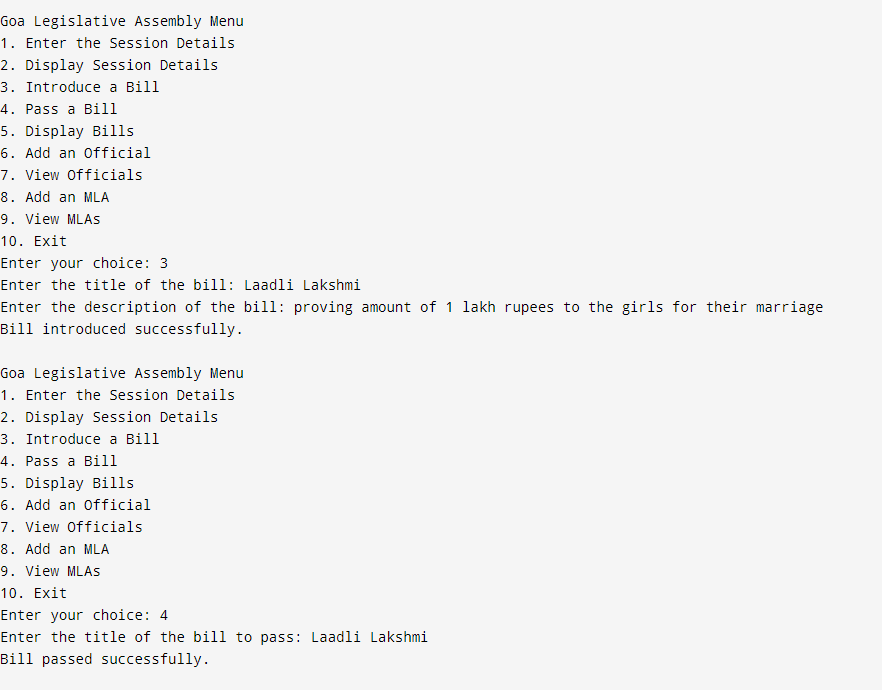 Goa Legislative Assembly Menu
1. Enter the Session Details
2. Display Session Details
3. Introduce a Bill
4. Pass a Bill
5. Display Bills
6. Add an Official
7. View Officials
8. Add an MLA
9. View MLAs
10. Exit
Enter your choice: 3
Enter the title of the bill: Laadli Lakshmi
Enter the description of the bill: proving amount of 1 lakh rupees to the girls for their marriage
Bill introduced successfully.
Goa Legislative Assembly Menu
1. Enter the Session Details
2. Display Session Details
3. Introduce a Bill
4. Pass a Bill
5. Display Bills
6. Add an Official
7. View Officials
8. Add an MLA
9. View MLAs
10. Exit
Enter your choice: 4
Enter the title of the bill to pass: Laadli Lakshmi
Bill passed successfully.